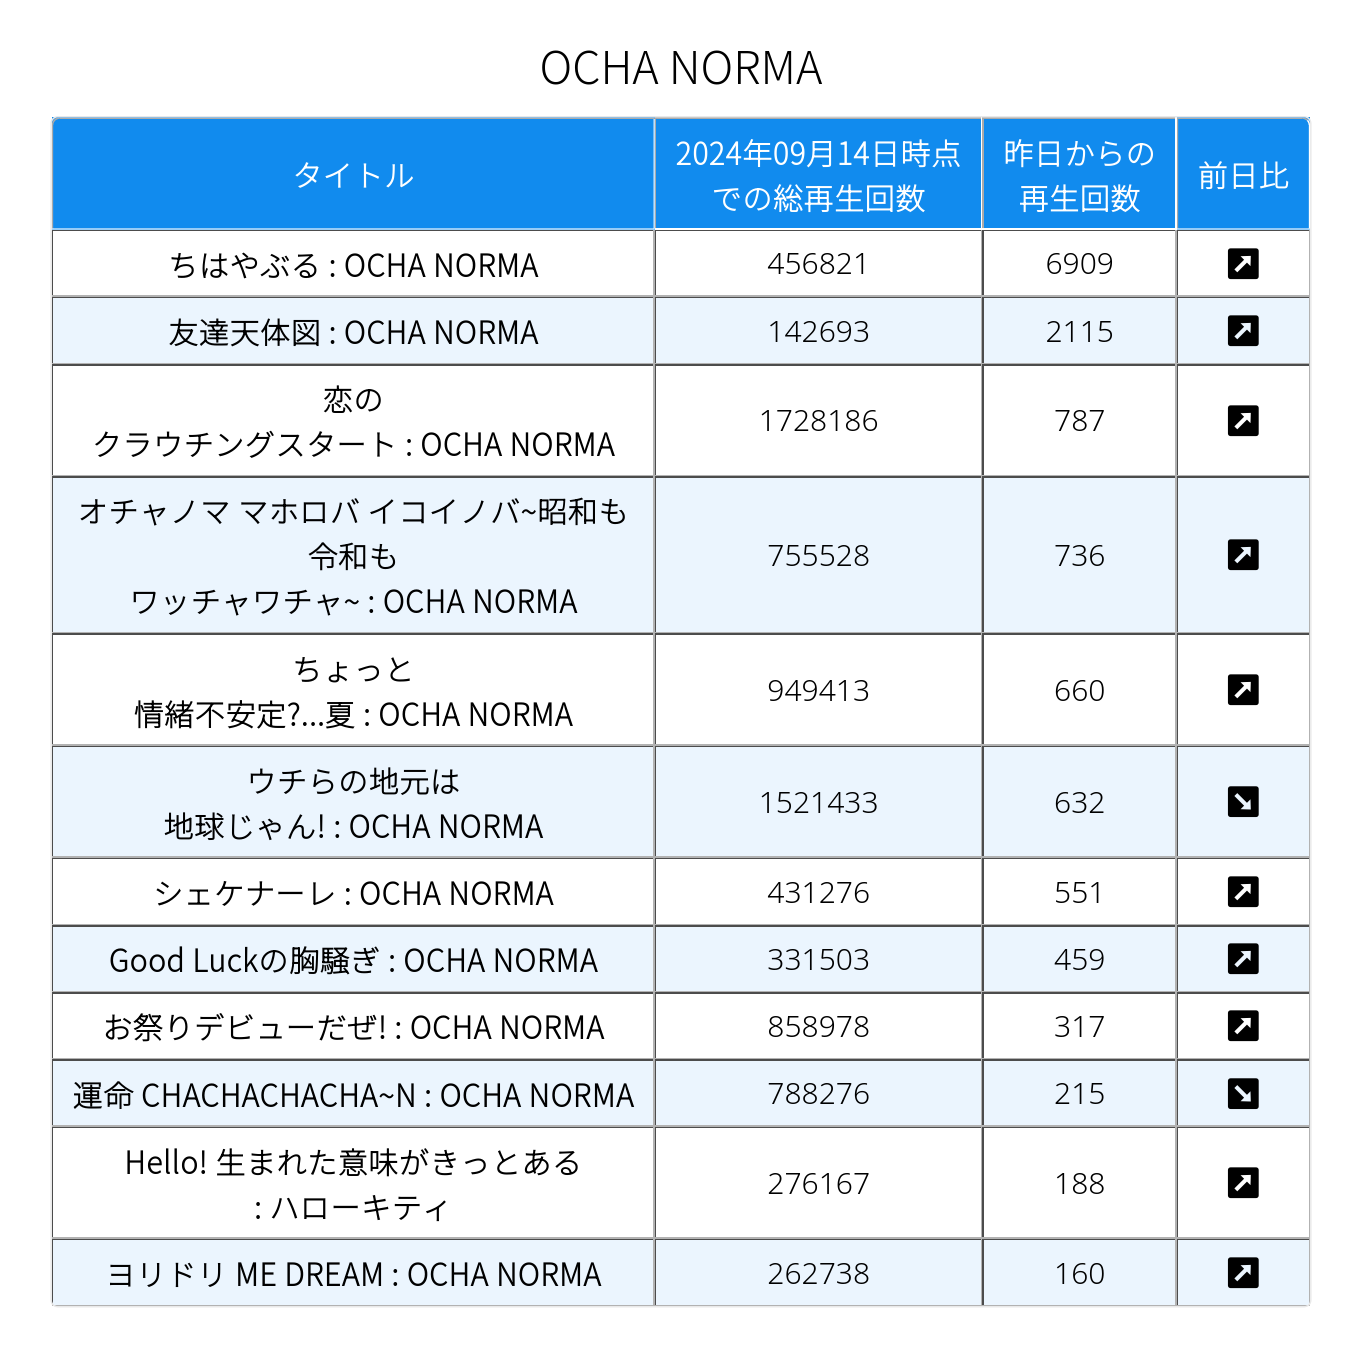 OCHA NORMA
タイトル
2024年09月14日時点
での総再生回数
昨日からの
再生回数
前日比
ちはやぶる : OCHA NORMA
456821
6909
友達天体図 : OCHA NORMA
142693
2115
恋の
クラウチングスタート : OCHA NORMA
1728186
787
オチャノマ マホロバ イコイノバ~昭和も
令和も
ワッチャワチャ~ : OCHA NORMA
755528
736
ちょっと
情緒不安定?...夏 : OCHA NORMA
949413
660
ウチらの地元は
地球じゃん! : OCHA NORMA
1521433
632
シェケナーレ : OCHA NORMA
431276
551
Good Luckの胸騒ぎ : OCHA NORMA
331503
459
お祭りデビューだぜ! : OCHA NORMA
858978
317
運命 CHACHACHACHA~N : OCHA NORMA
788276
215
Hello! 生まれた意味がきっとある
: ハローキティ
276167
188
ヨリドリ ME DREAM : OCHA NORMA
262738
160